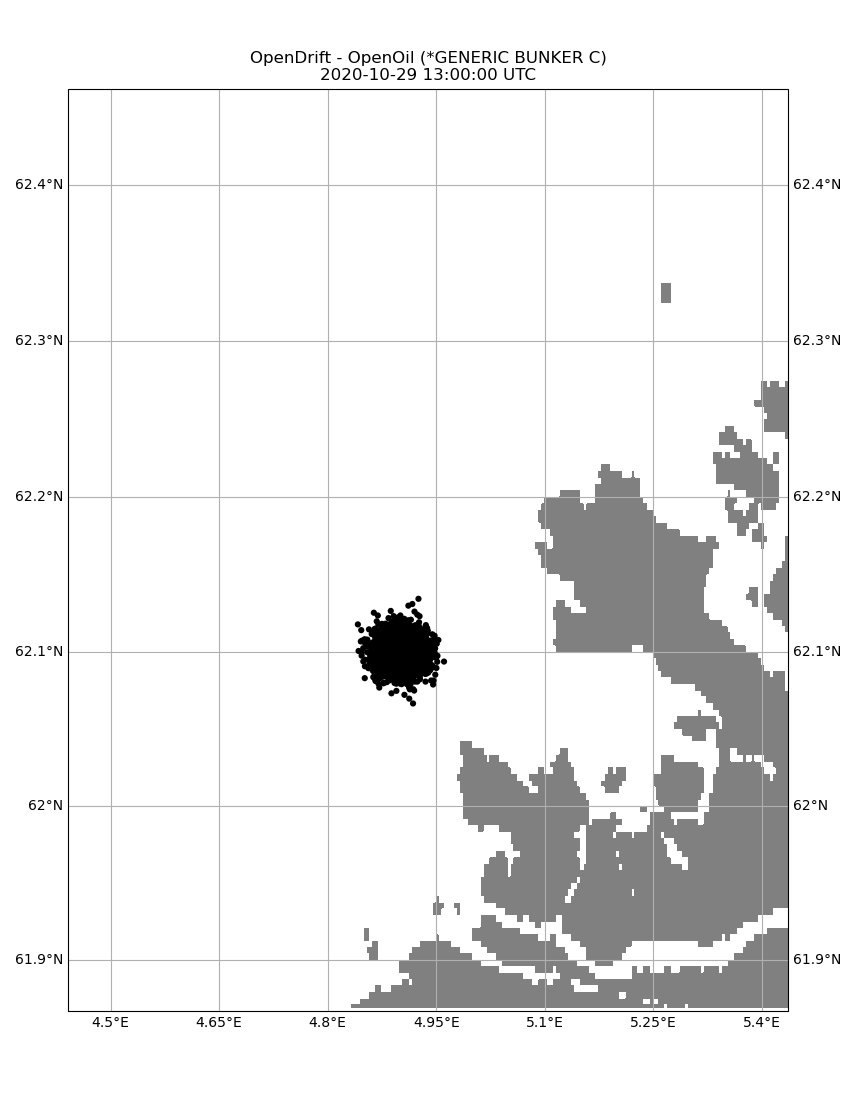 OpenDrift - OpenOil (*GENERIC BUNKER C)
2020-10-29 13:00:00 UTC
62.4°N 62.4°N
62.3°N 62.3°N
62.2°N 62.2°N
62.1°N 62.1°N
62°N 62°N
61.9°N 61.9°N
4.5°E 4.65°E 4.8°E 4.95°E 5.1°E 5.25°E 5.4°E